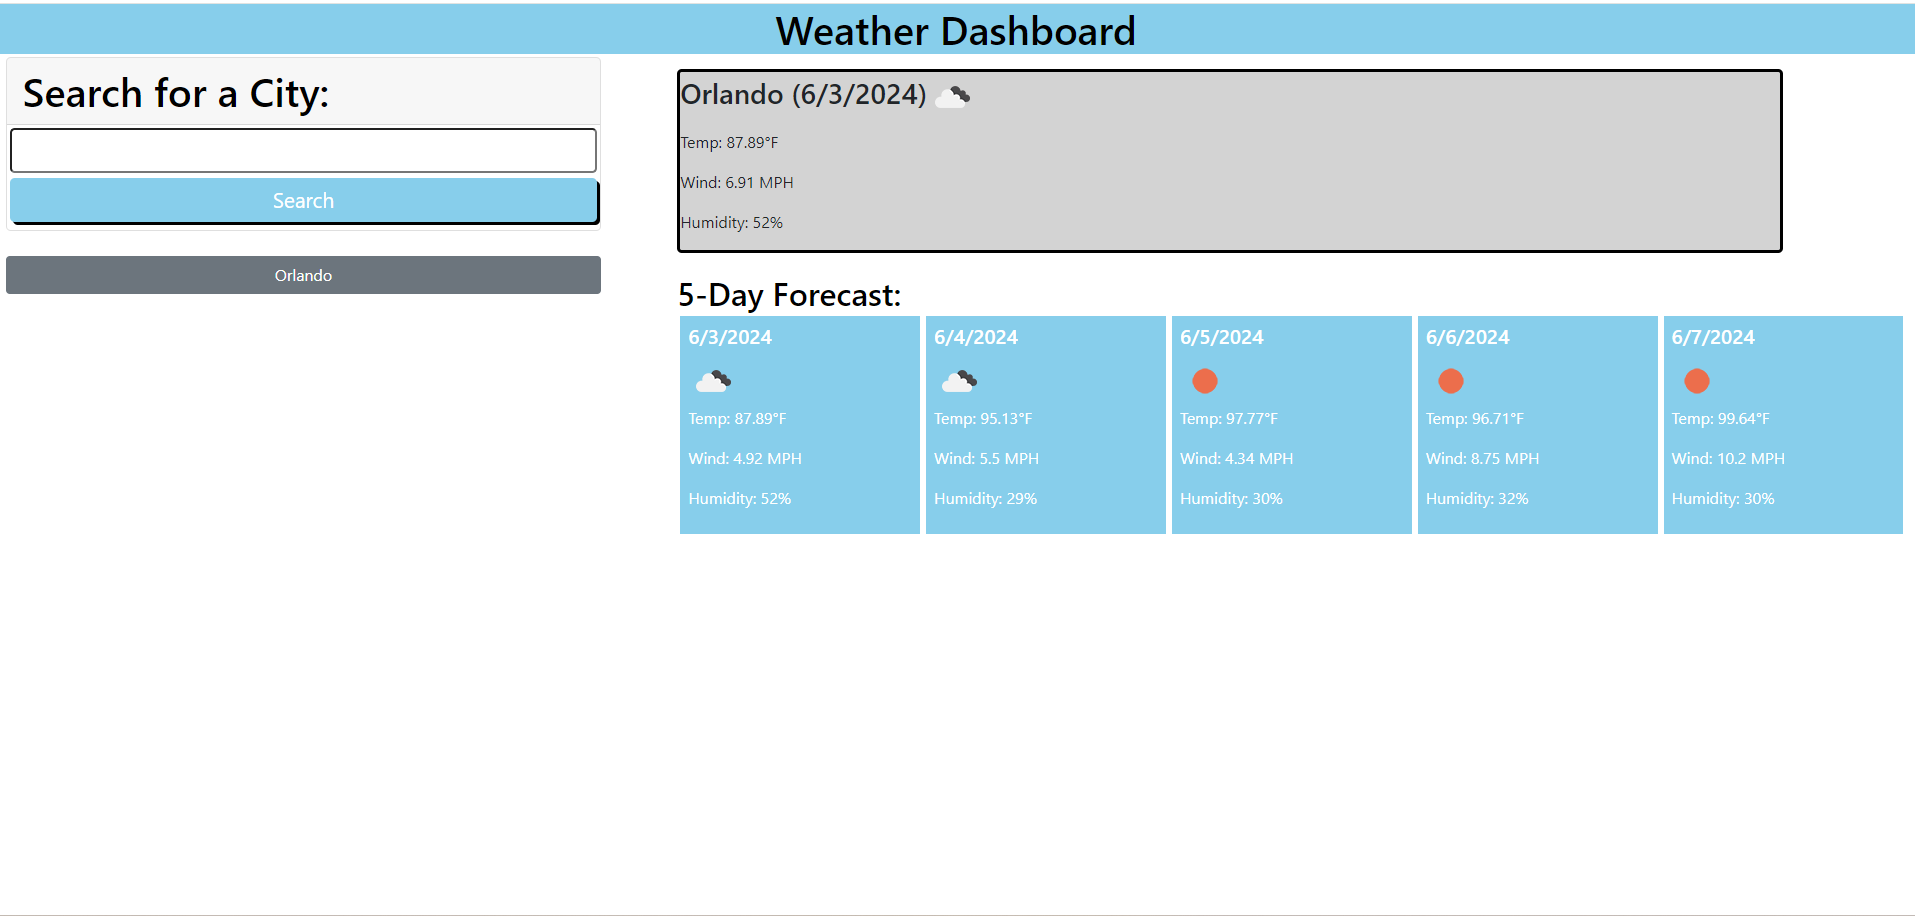 Weather Dashboard
Search for a City:
Search
Orlando
Orlando (6/3/2024)
Temp: 87.89°F
Wind: 6.91 MPH
Humidity: 52%
5-Day Forecast:
6/3/2024
Temp: 87.89°F
Wind: 4.92 MPH
Humidity: 52%
6/4/2024
Temp: 95.13°F
Wind: 5.5 MPH
Humidity: 29%
6/5/2024
Temp: 97.77°F
Wind: 4.34 MPH
Humidity: 30%
6/6/2024
Temp: 96.71°F
Wind: 8.75 MPH
Humidity: 32%
6/7/2024
Temp: 99.64°F
Wind: 10.2 MPH
Humidity: 30%